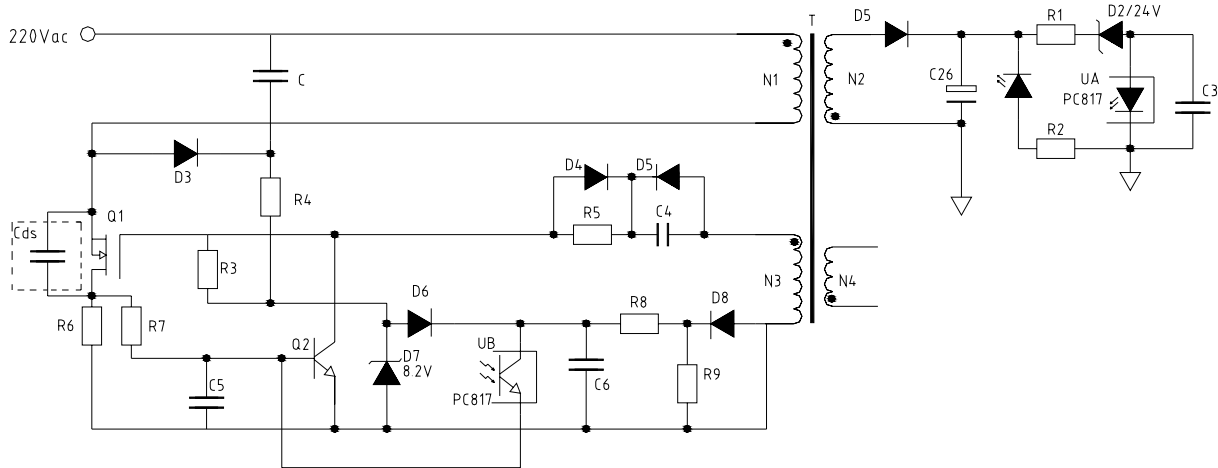 220Vac
C
N1
T
N2
D5
C26
R1
D2/24V
UA
PC817
C3
R2
D3
R4
D4
D5
R5
C4
Q1
Cds
R3
N3
N4
R6
R7
D6
R8
D8
Q2
D7
8.2V
UB
PC817
C6
R9
C5